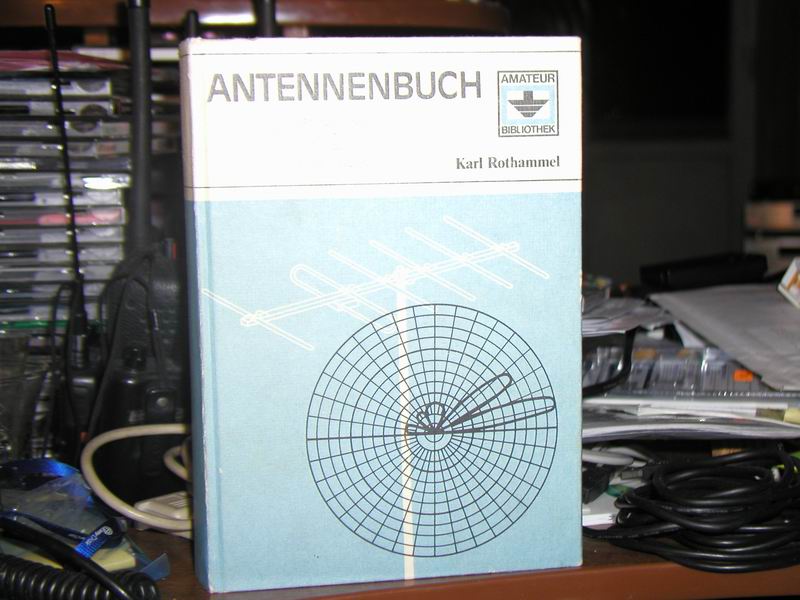 ANTENNENBUCH
AMATEUR
BIBLIOTHEK
Karl Rothammel